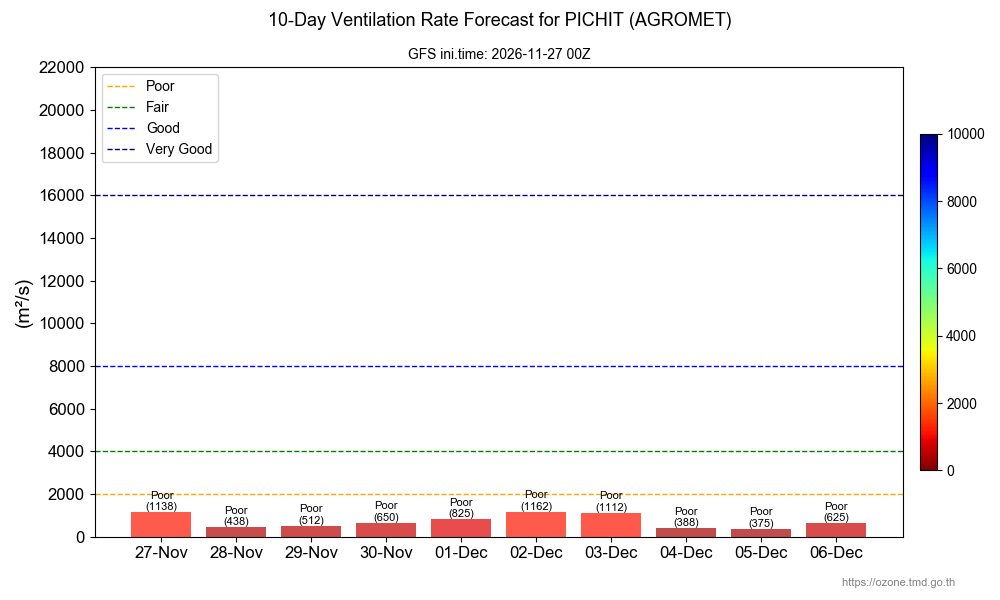 10-Day Ventilation Rate Forecast for PICHIT (AGROMET)
GFS ini.time: 2026-11-27 00Z
22000
20000
18000
16000
14000
12000
10000
8000
6000
4000
2000
0
(m²/s)
Poor
Fair
Good
Very Good
Poor
(1138)
Poor
(438)
Poor
(512)
Poor
(650)
Poor
(825)
Poor
(1162)
Poor
(1112)
Poor
(388)
Poor
(375)
Poor
(625)
27-Nov 28-Nov 29-Nov 30-Nov 01-Dec 02-Dec 03-Dec 04-Dec 05-Dec 06-Dec
10000
8000
6000
4000
2000
0
https://ozone.tmd.go.th